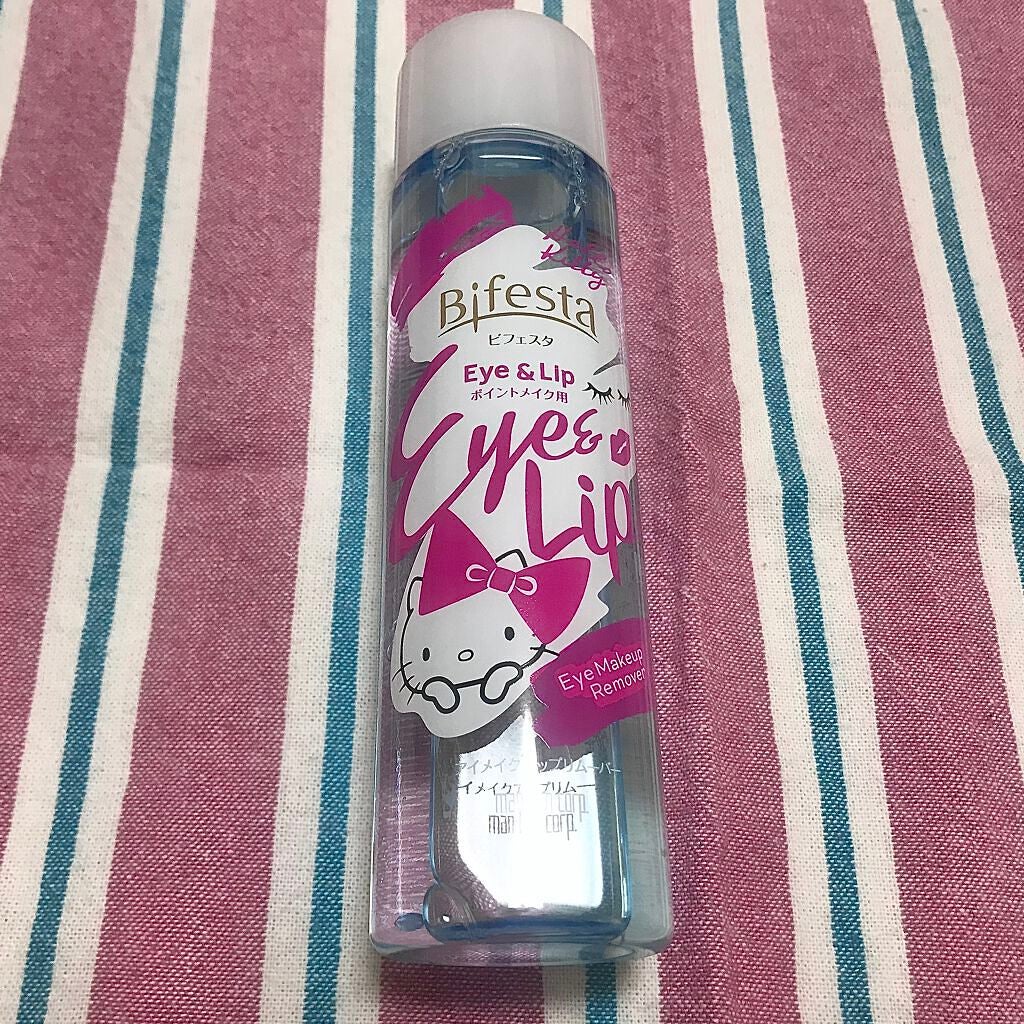 Kitty
Bifesta
ビフェスタ
Eye & Lip
ポイントメイク用
Eye &
Lip
Eye Makeup
Remover
corp.